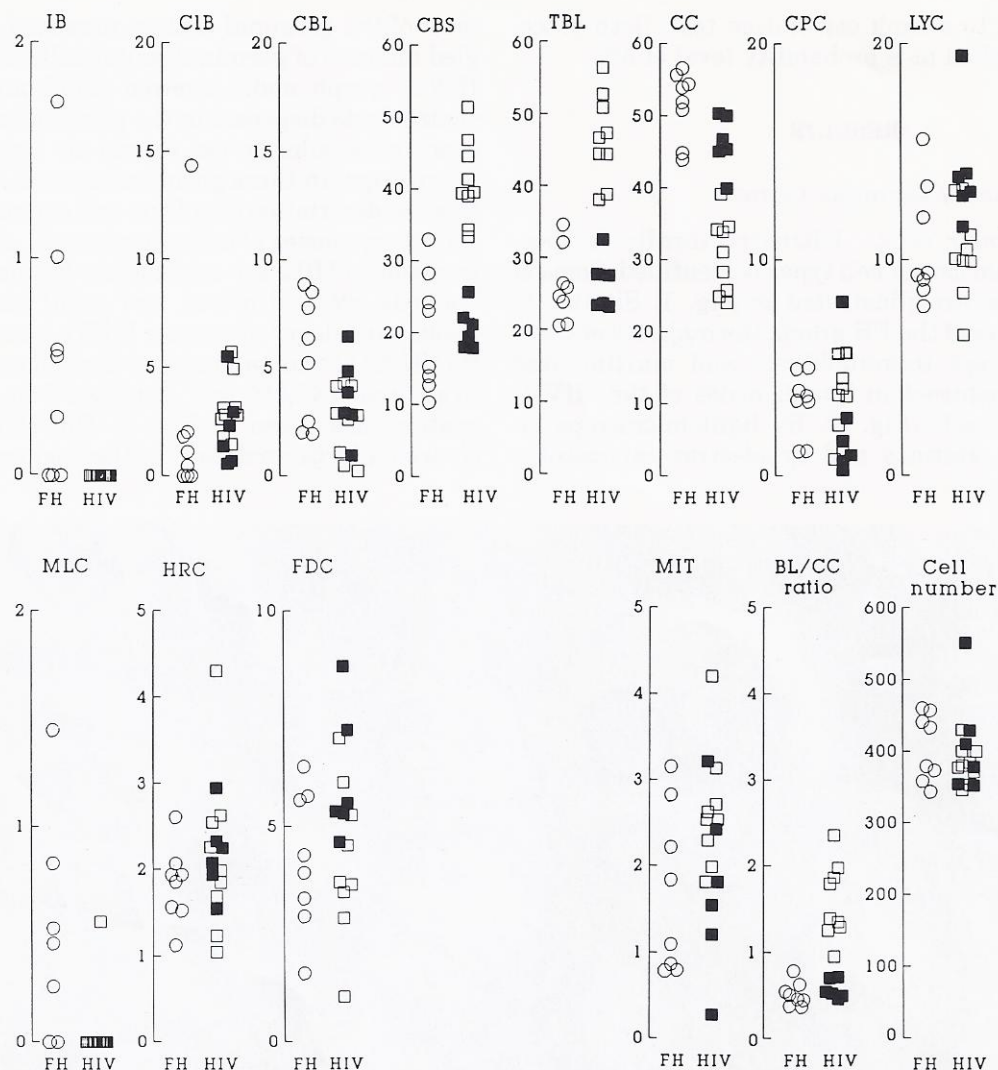 IB CIB CBL CBS TBL CC CPC LYC
2 20 20 60 60 60 20 20
50 50 50
15 15
40 40 40
1 10 10 30 30 30 10 10
20 20 20
5 5
10 10 10
0 0 0 0 0 0 0 0
FH HIV FH HIV FH HIV FH HIV FH HIV FH HIV FH HIV FH HIV
MLC HRC FDC MIT BL/CC ratio Cell number
2 5 10 5 5 600
500
4 4 4
400
3 3 3
1 5 300
2 2 2
200
1 1 1
100
0 0 0 0 0 0
FH HIV FH HIV FH HIV FH HIV FH HIV FH HIV